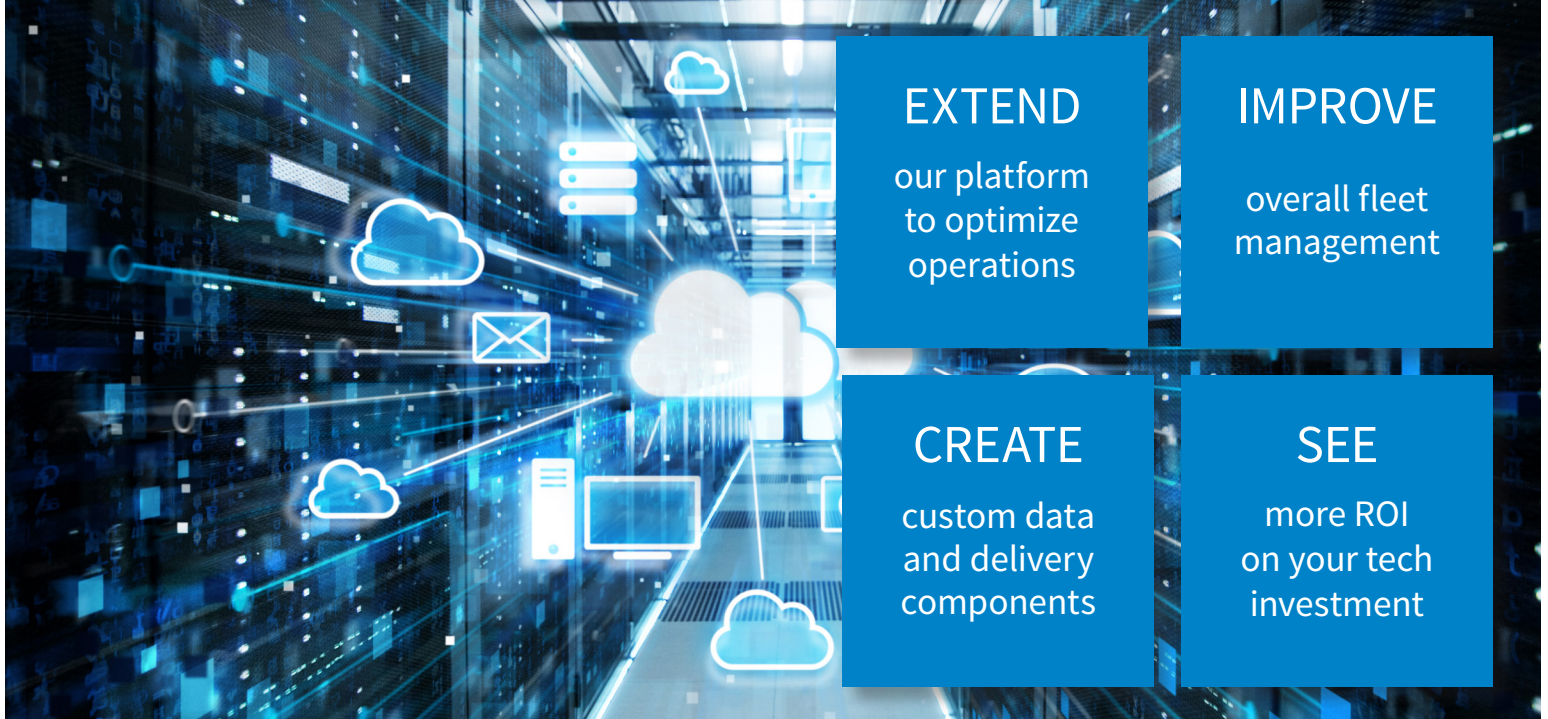 EXTEND
our platform
to optimize
operations
IMPROVE
overall fleet
management
CREATE
custom data
and delivery
components
SEE
more ROI
on your tech
investment